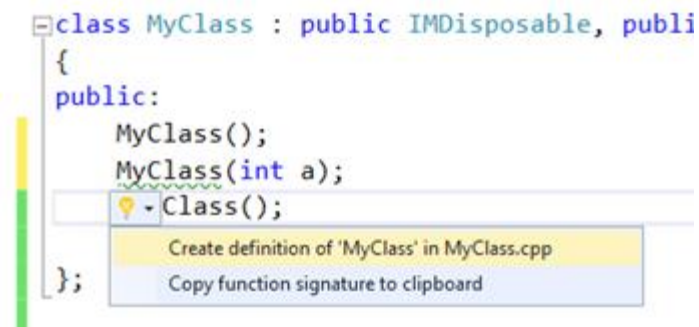 class MyClass : public IMDisposable, publi
{
public:
MyClass();
MyClass(int a);
Class();
Create definition of 'MyClass' in MyClass.cpp
};
Copy function signature to clipboard